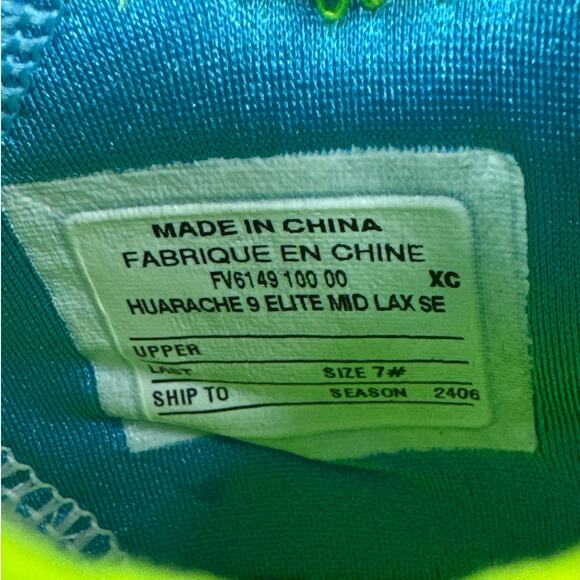 MADE IN CHINA
FABRIQUE EN CHINE
FV6149 100 00 XC
HUARACHE 9 ELITE MID LAX SE
UPPER
LAST SIZE 7#
SHIP TO SEASON 2406